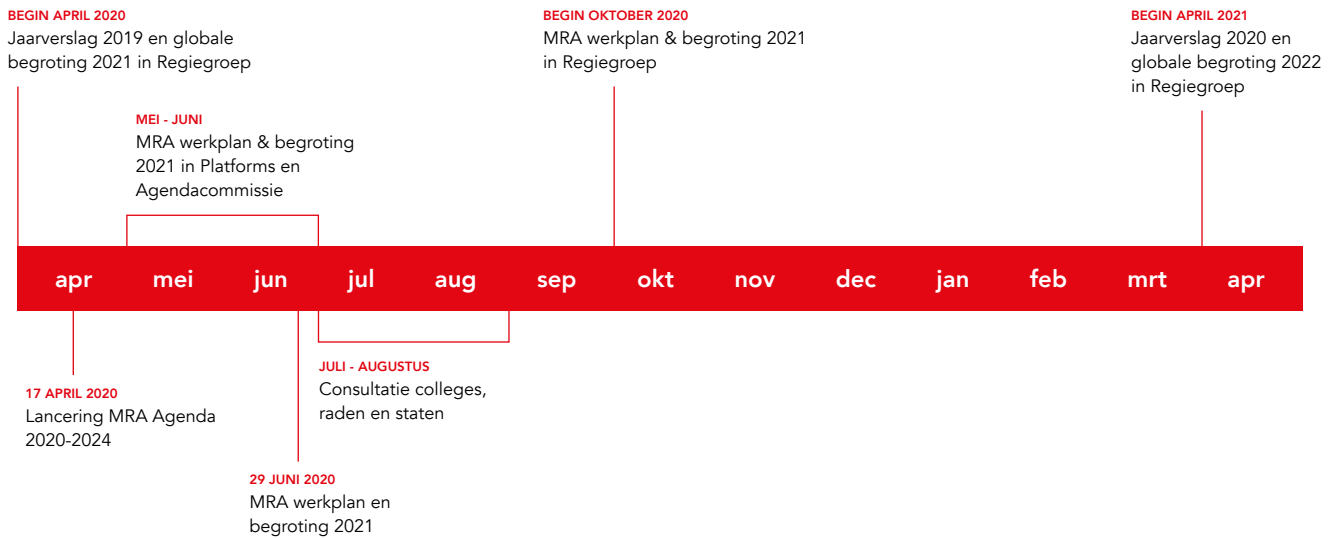 BEGIN APRIL 2020
Jaarverslag 2019 en globale
begroting 2021 in Regiegroep
BEGIN OKTOBER 2020
MRA werkplan & begroting 2021
in Regiegroep
BEGIN APRIL 2021
Jaarverslag 2020 en
globale begroting 2022
in Regiegroep
MEI - JUNI
MRA werkplan & begroting
2021 in Platforms en
Agendacommissie
apr mei jun jul aug sep okt nov dec jan feb mrt apr
17 APRIL 2020
Lancering MRA Agenda
2020-2024
JULI - AUGUSTUS
Consultatie colleges,
raden en staten
29 JUNI 2020
MRA werkplan en
begroting 2021